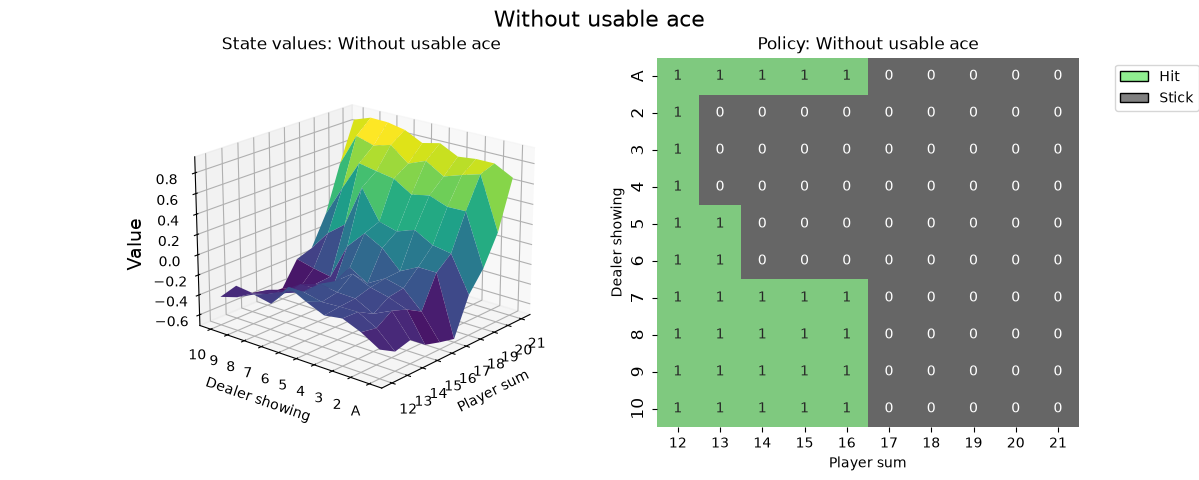 Without usable ace
State values: Without usable ace
0.8
0.6
0.4
0.2
0.0
−0.2
−0.4
−0.6
Value
10 9 8 7 6 5 4 3 2 A
Dealer showing
12 13 14 15 16 17 18 19 20 21
Player sum
Policy: Without usable ace
A 1 1 1 1 1 0 0 0 0 0
2 1 0 0 0 0 0 0 0 0 0
3 1 0 0 0 0 0 0 0 0 0
4 1 0 0 0 0 0 0 0 0 0
5 1 1 0 0 0 0 0 0 0 0
6 1 1 0 0 0 0 0 0 0 0
7 1 1 1 1 1 0 0 0 0 0
8 1 1 1 1 1 0 0 0 0 0
9 1 1 1 1 1 0 0 0 0 0
10 1 1 1 1 1 0 0 0 0 0
Dealer showing
12 13 14 15 16 17 18 19 20 21
Player sum
Hit
Stick